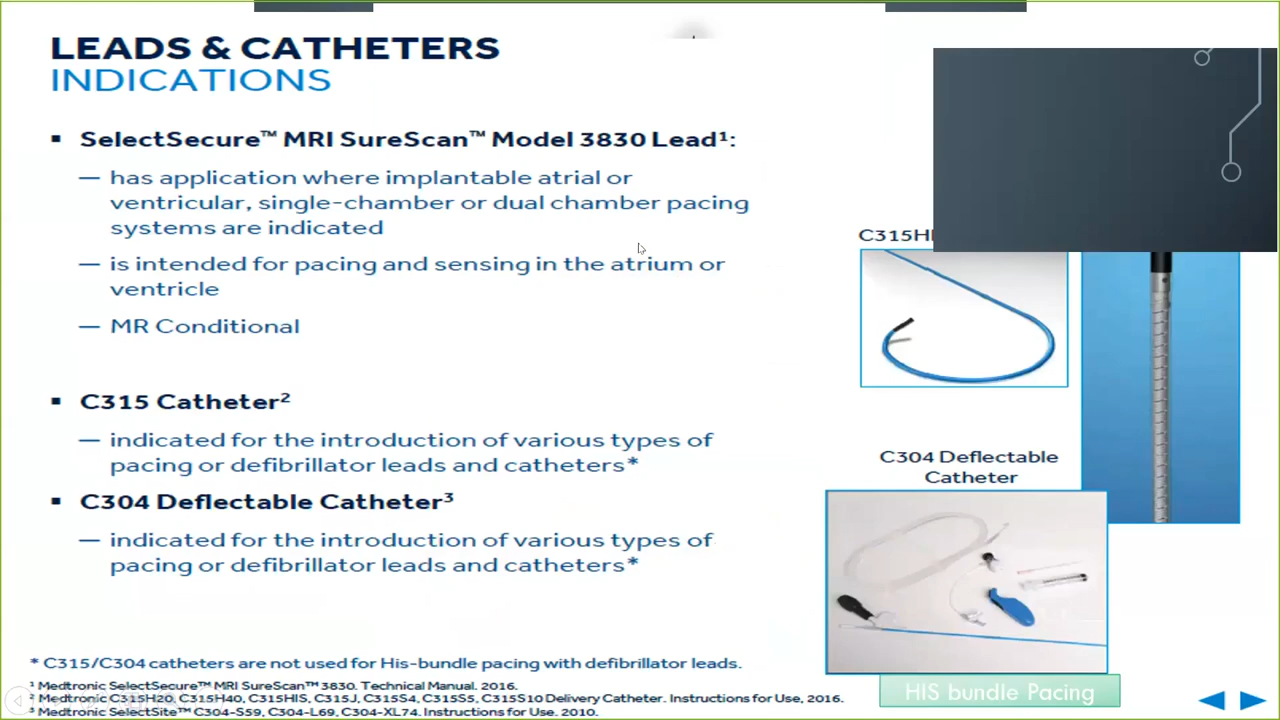 LEADS & CATHETERS
INDICATIONS
▪ SelectSecure™ MRI SureScan™ Model 3830 Lead¹:
— has application where implantable atrial or
ventricular, single-chamber or dual chamber pacing
systems are indicated
— is intended for pacing and sensing in the atrium or
ventricle
— MR Conditional
▪ C315 Catheter²
— indicated for the introduction of various types of
pacing or defibrillator leads and catheters*
▪ C304 Deflectable Catheter³
— indicated for the introduction of various types of
pacing or defibrillator leads and catheters*
C304 Deflectable
Catheter
* C315/C304 catheters are not used for His-bundle pacing with defibrillator leads.
¹ Medtronic SelectSecure™ MRI SureScan™ 3830. Technical Manual. 2016.
² Medtronic C315H20, C315H40, C315HIS, C315J, C315S4, C315S5, C315S10 Delivery Catheter. Instructions for Use, 2016.
³ Medtronic SelectSite™ C304-S59, C304-L69, C304-XL74. Instructions for Use. 2010.
HIS bundle Pacing